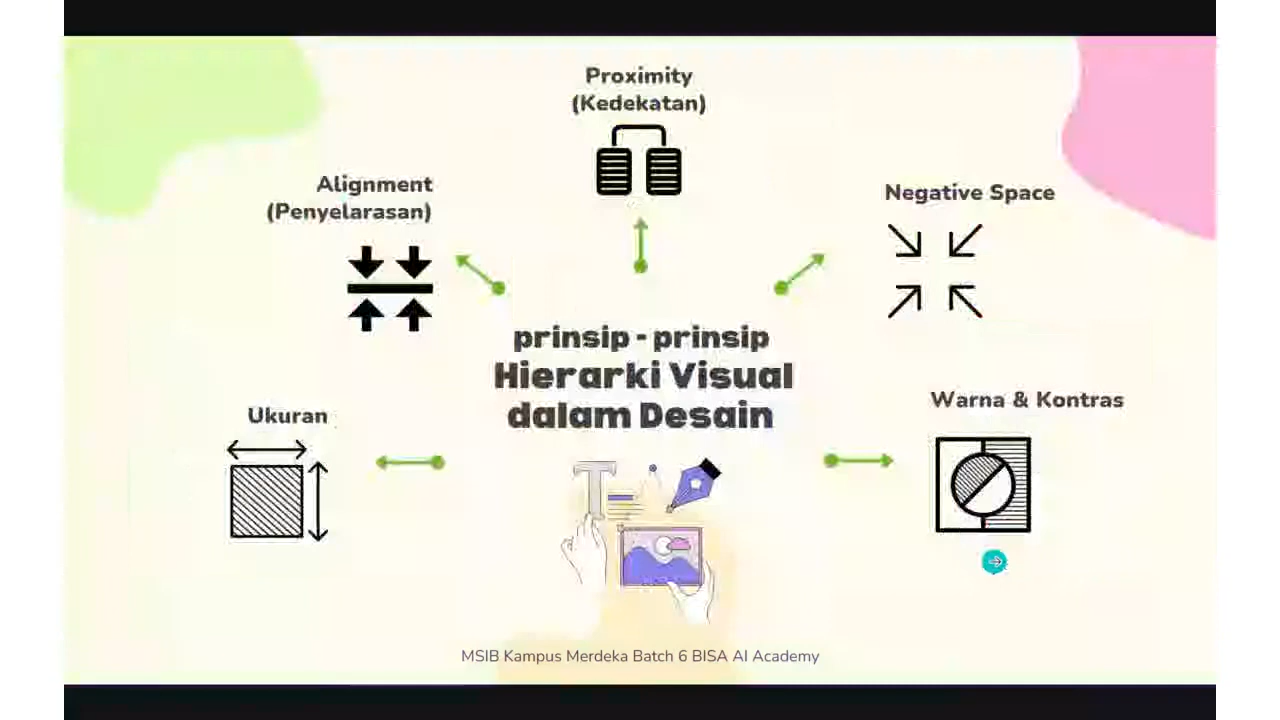 Proximity
(Kedekatan)
Alignment
(Penyelarasan)
Negative Space
prinsip - prinsip
Hierarki Visual
dalam Desain
Ukuran
Warna & Kontras
MSIB Kampus Merdeka Batch 6 BISA AI Academy